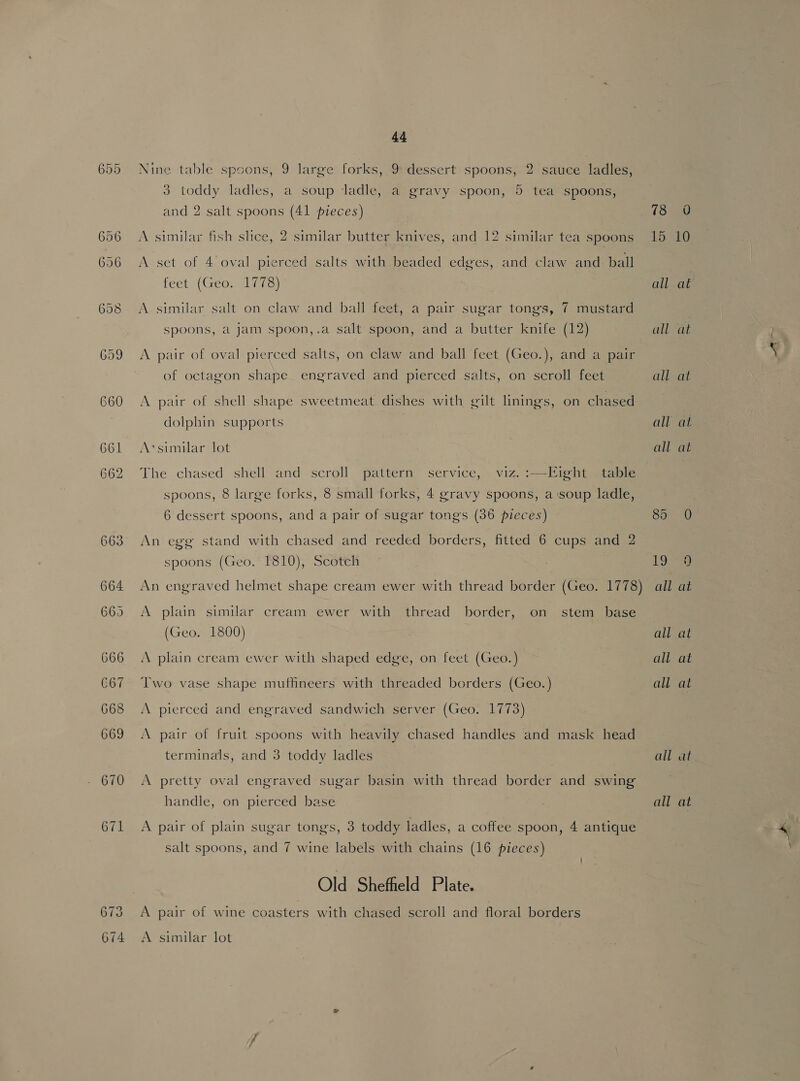 44
655 Nine table spoons, 9 large forks, 9 dessert spoons, 2 sauce ladles,
3 toddy ladles, a soup ladle, a gravy spoon, 5 tea spoons,
and 2 salt spoons (41 pieces) 78 0
656 A similar fish slice, 2 similar butter knives, and 12 similar tea spoons 15 10
656 A set of 4 oval pierced salts with beaded edges, and claw and ball
feet (Geo. 1778) all at
658 A similar salt on claw and ball feet, a pair sugar tongs, 7 mustard
spoons, a jam spoon, a salt spoon, and a butter knife (12) all at
659 A pair of oval pierced salts, on claw and ball feet (Geo.), and a pair
of octagon shape engraved and pierced salts, on scroll feet all at
660 A pair of shell shape sweetmeat dishes with gilt linings, on chased
dolphin supports all at
661 A similar lot all at
662 The chased shell and scroll pattern service, viz. :—Eight table
spoons, 8 large forks, 8 small forks, 4 gravy spoons, a soup ladle,
6 dessert spoons, and a pair of sugar tongs (36 pieces) 85 0
663 An egg stand with chased and reeded borders, fitted 6 cups and 2
spoons (Geo. 1810), Scotch 19 9
664 An engraved helmet shape cream ewer with thread border (Geo. 1778) all at
665 A plain similar cream ewer with thread border, on stem base
(Geo. 1800) all at
666 A plain cream ewer with shaped edge, on feet (Geo.) all at
667 Two vase shape muffineers with threaded borders (Geo.) all at
668 A pierced and engraved sandwich server (Geo. 1773)
669 A pair of fruit spoons with heavily chased handles and mask head
terminals, and 3 toddy ladles all at
670 A pretty oval engraved sugar basin with thread border and swing
handle, on pierced base all at
671 A pair of plain sugar tongs, 3 toddy ladles, a coffee spoon, 4 antique
salt spoons, and 7 wine labels with chains (16 pieces)
Old Sheffield Plate.
673 A pair of wine coasters with chased scroll and floral borders
674 A similar lot